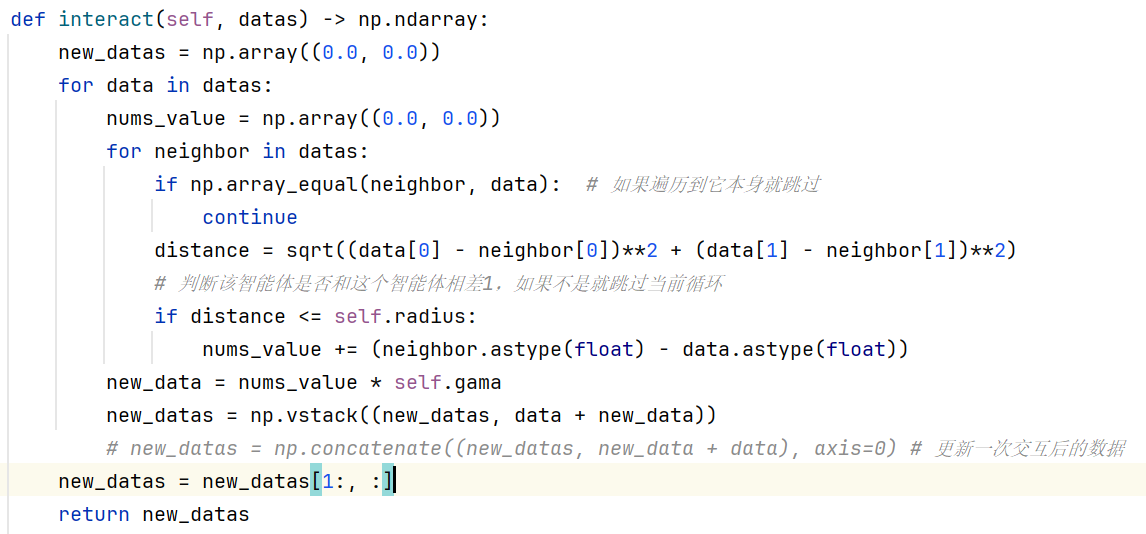 def interact(self, datas) -> np.ndarray:
    new_datas = np.array((0.0, 0.0))
    for data in datas:
        nums_value = np.array((0.0, 0.0))
        for neighbor in datas:
            if np.array_equal(neighbor, data):  # 如果遍历到它本身就跳过
                continue
            distance = sqrt((data[0] - neighbor[0])**2 + (data[1] - neighbor[1])**2)
            # 判断该智能体是否和这个智能体相差1，如果不是就跳过当前循环
            if distance <= self.radius:
                nums_value += (neighbor.astype(float) - data.astype(float))
        new_data = nums_value * self.gama
        new_datas = np.vstack((new_datas, data + new_data))
        # new_datas = np.concatenate((new_datas, new_data + data), axis=0) # 更新一次交互后的数据
    new_datas = new_datas[1:, :]
    return new_datas